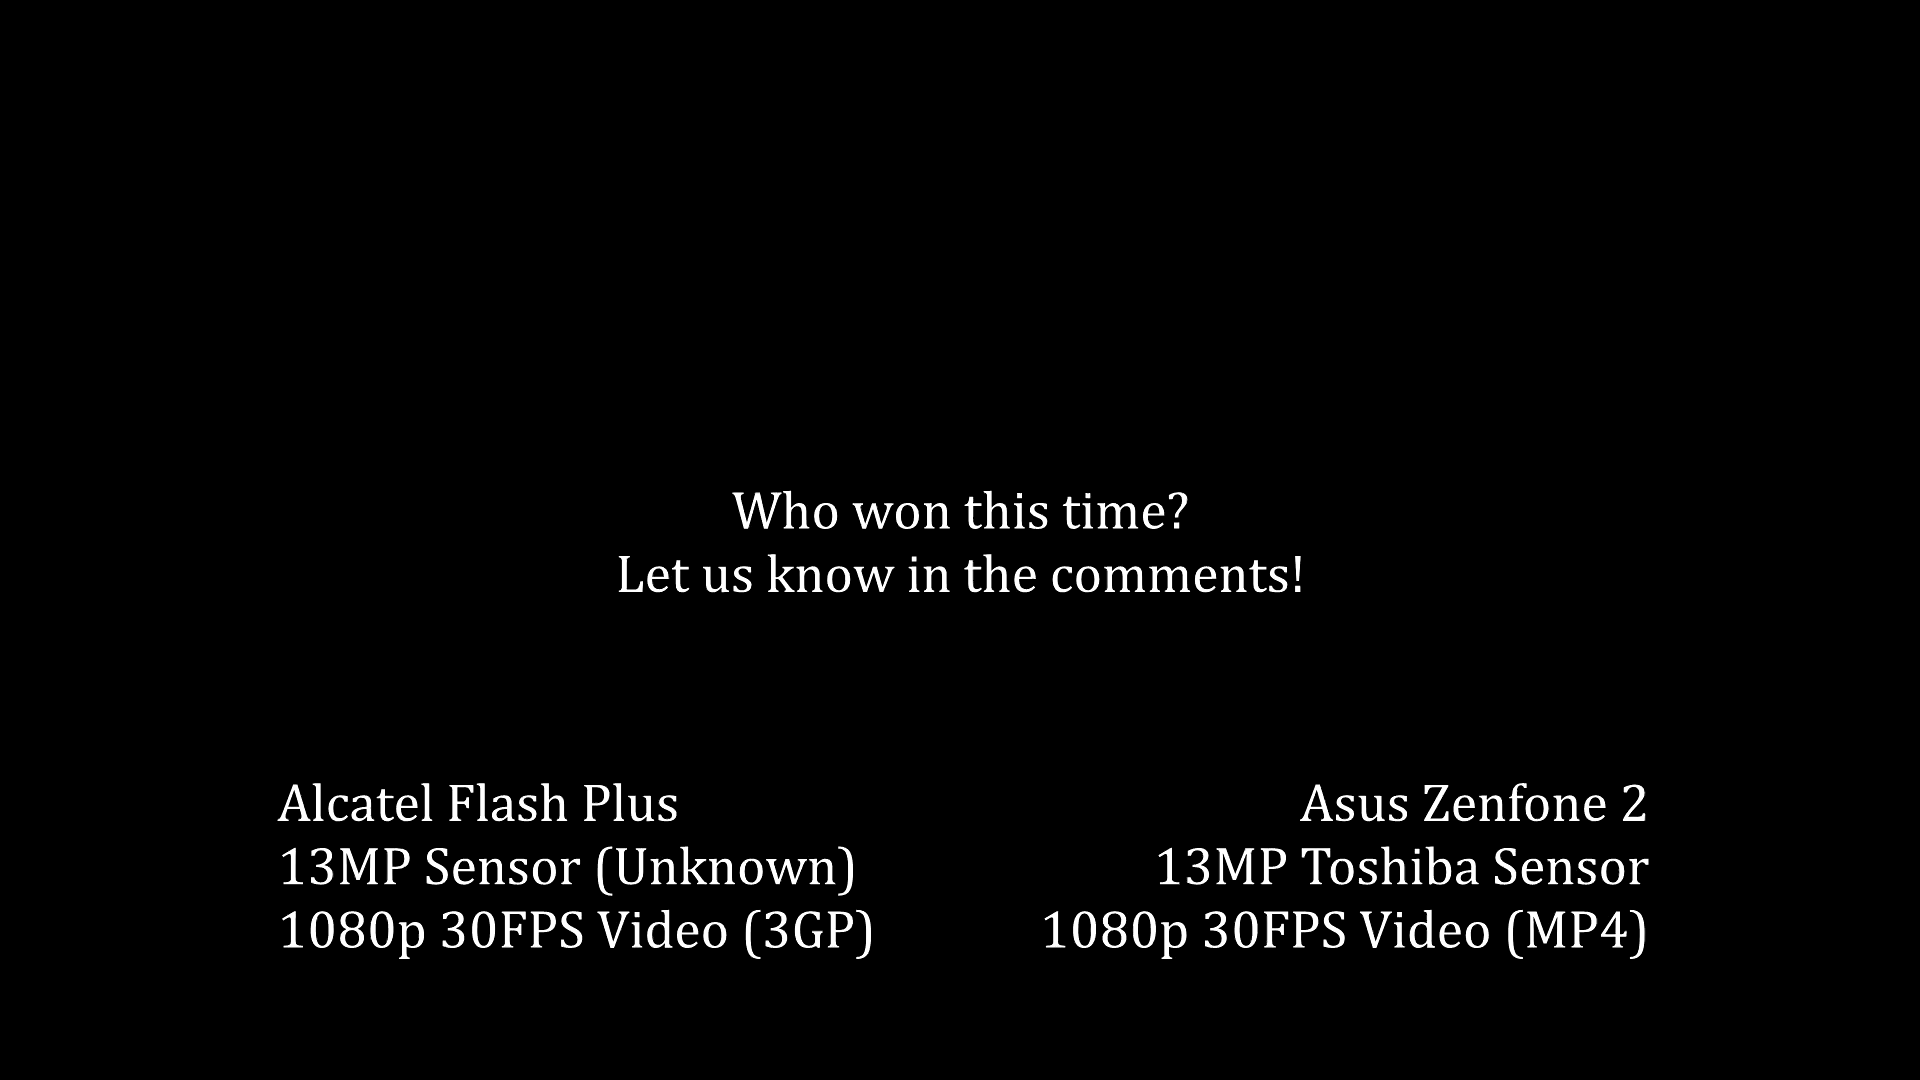 Who won this time?
Let us know in the comments!
Alcatel Flash Plus
13MP Sensor (Unknown)
1080p 30FPS Video (3GP)
Asus Zenfone 2
13MP Toshiba Sensor
1080p 30FPS Video (MP4)